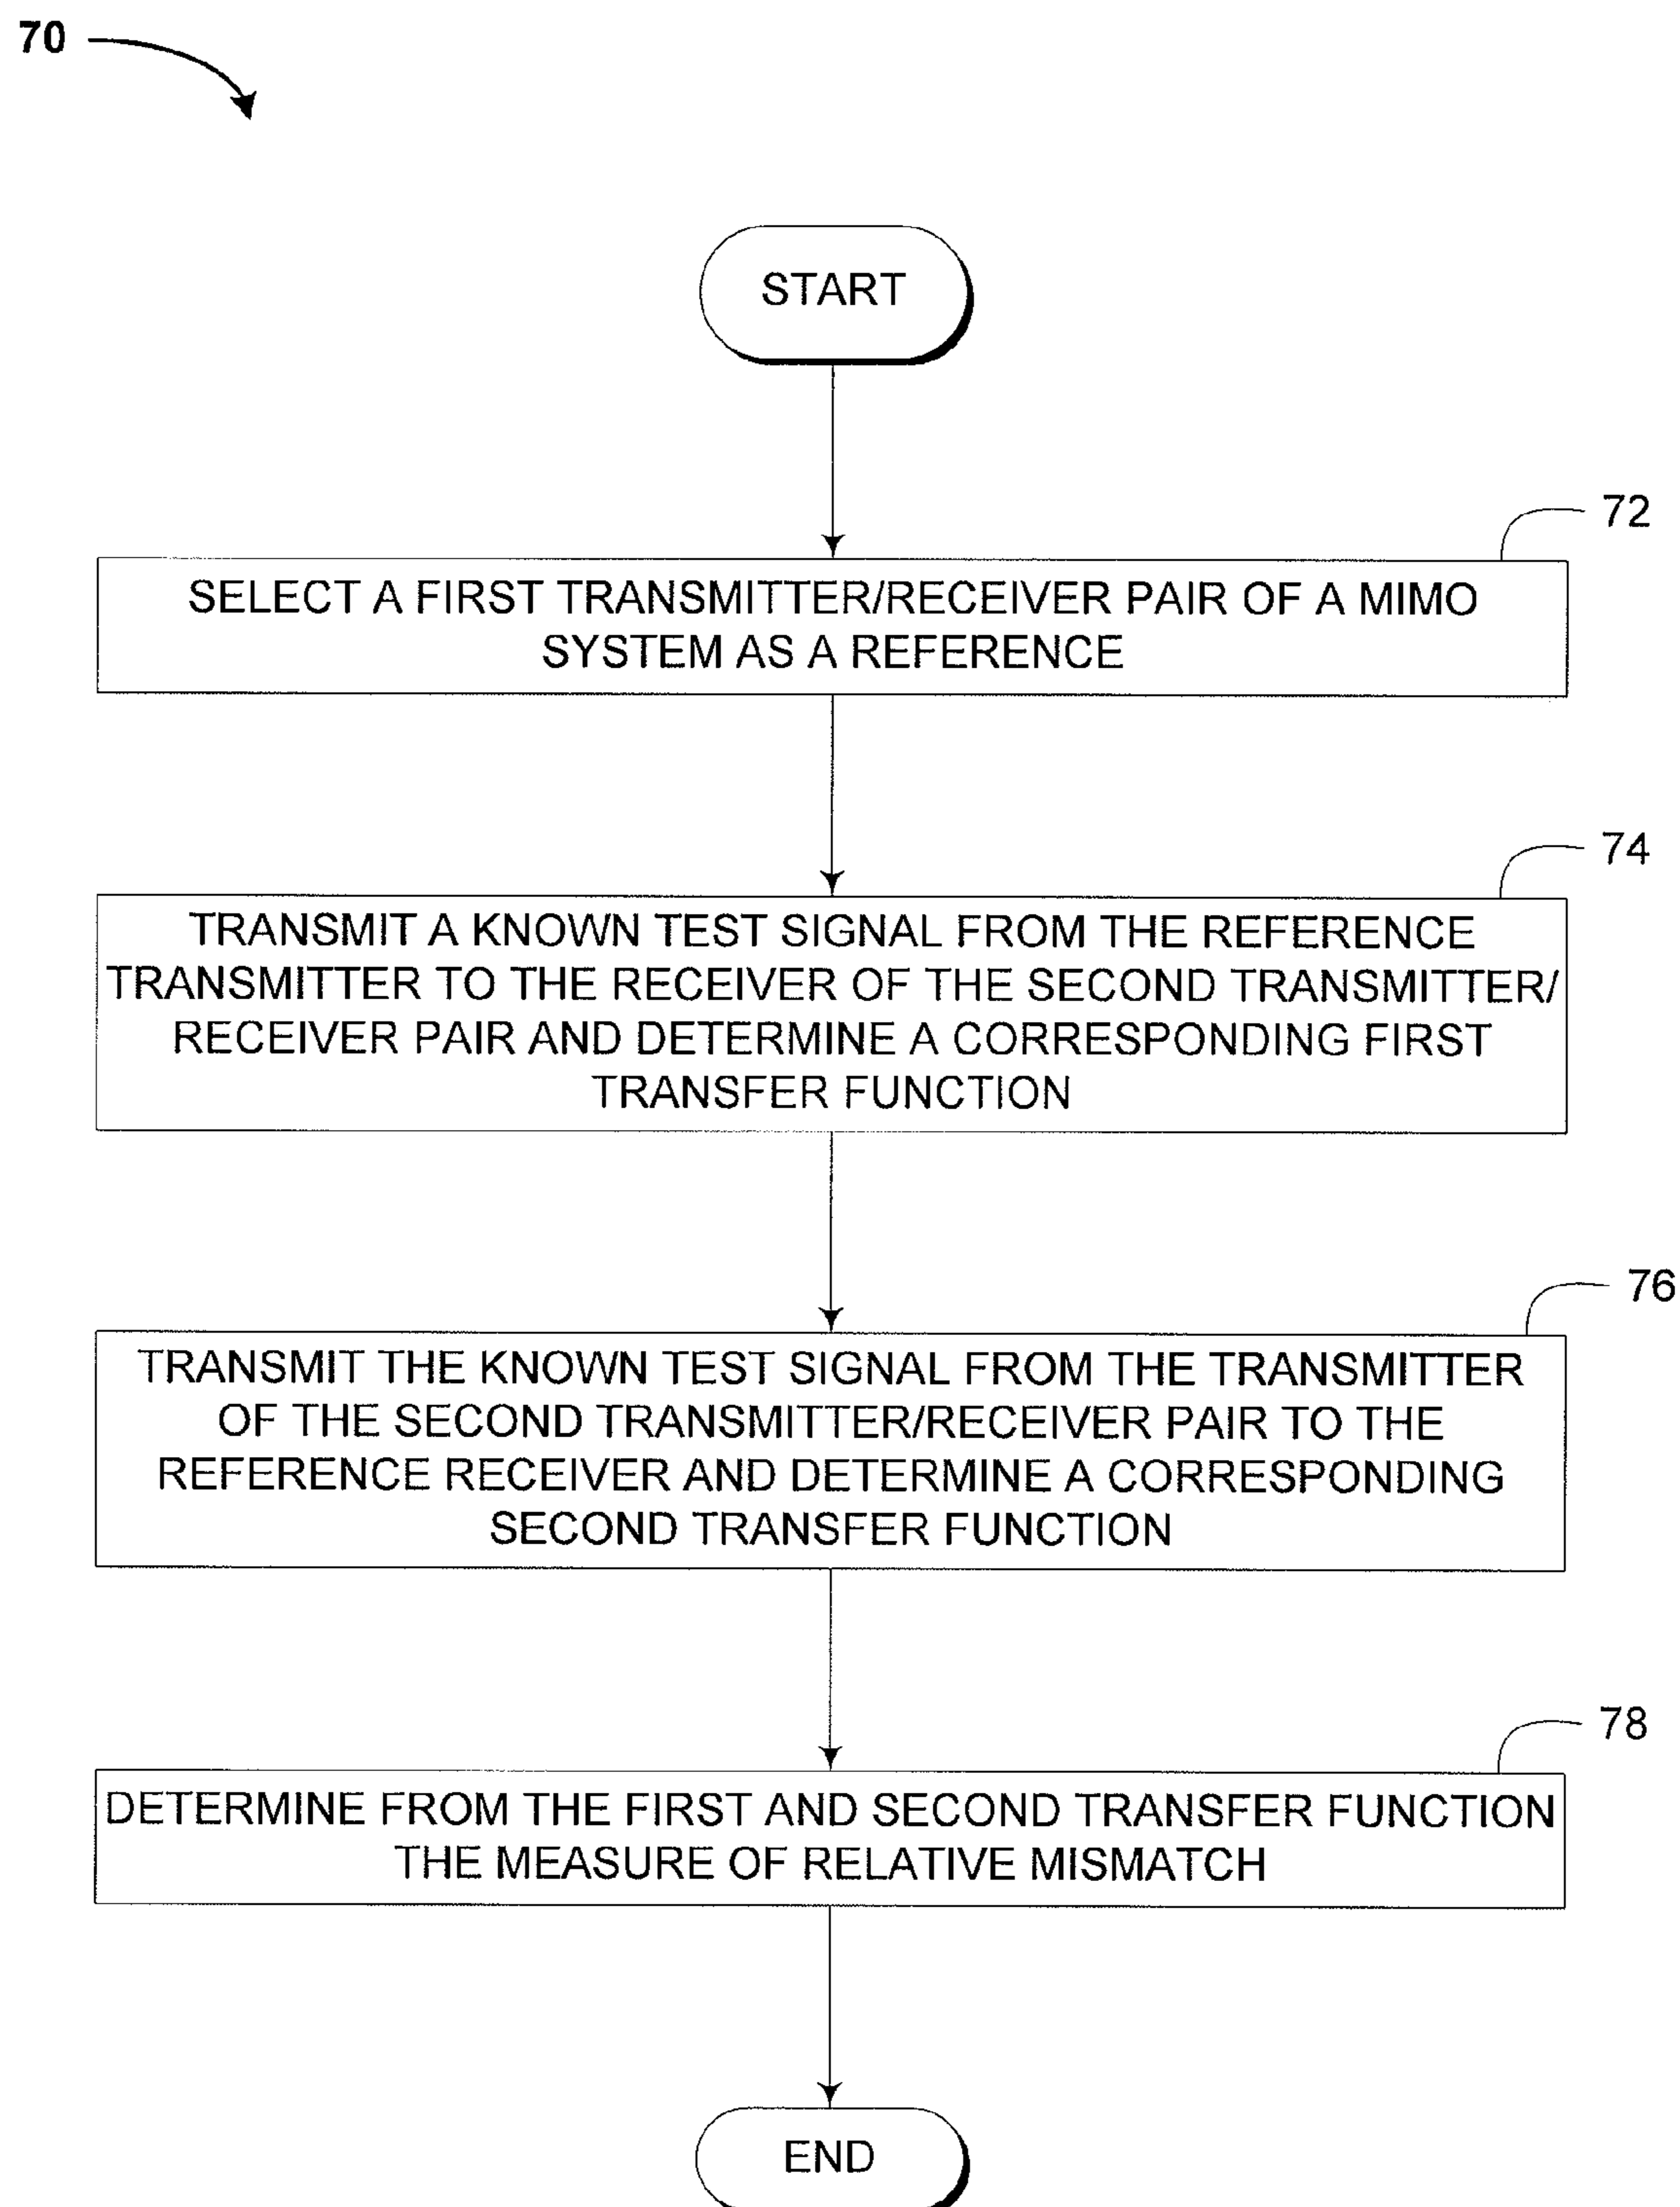 70
START
72
SELECT A FIRST TRANSMITTER/RECEIVER PAIR OF A MIMO
SYSTEM AS A REFERENCE
74
TRANSMIT A KNOWN TEST SIGNAL FROM THE REFERENCE
TRANSMITTER TO THE RECEIVER OF THE SECOND TRANSMITTER/
RECEIVER PAIR AND DETERMINE A CORRESPONDING FIRST
TRANSFER FUNCTION
76
TRANSMIT THE KNOWN TEST SIGNAL FROM THE TRANSMITTER
OF THE SECOND TRANSMITTER/RECEIVER PAIR TO THE
REFERENCE RECEIVER AND DETERMINE A CORRESPONDING
SECOND TRANSFER FUNCTION
78
DETERMINE FROM THE FIRST AND SECOND TRANSFER FUNCTION
THE MEASURE OF RELATIVE MISMATCH
END